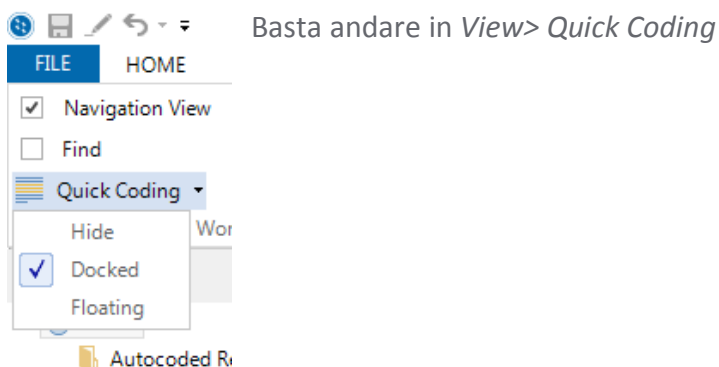 Basta andare in View> Quick Coding
FILE HOME
Navigation View
Find
Quick Coding
Hide
Docked
Floating
Autocoded